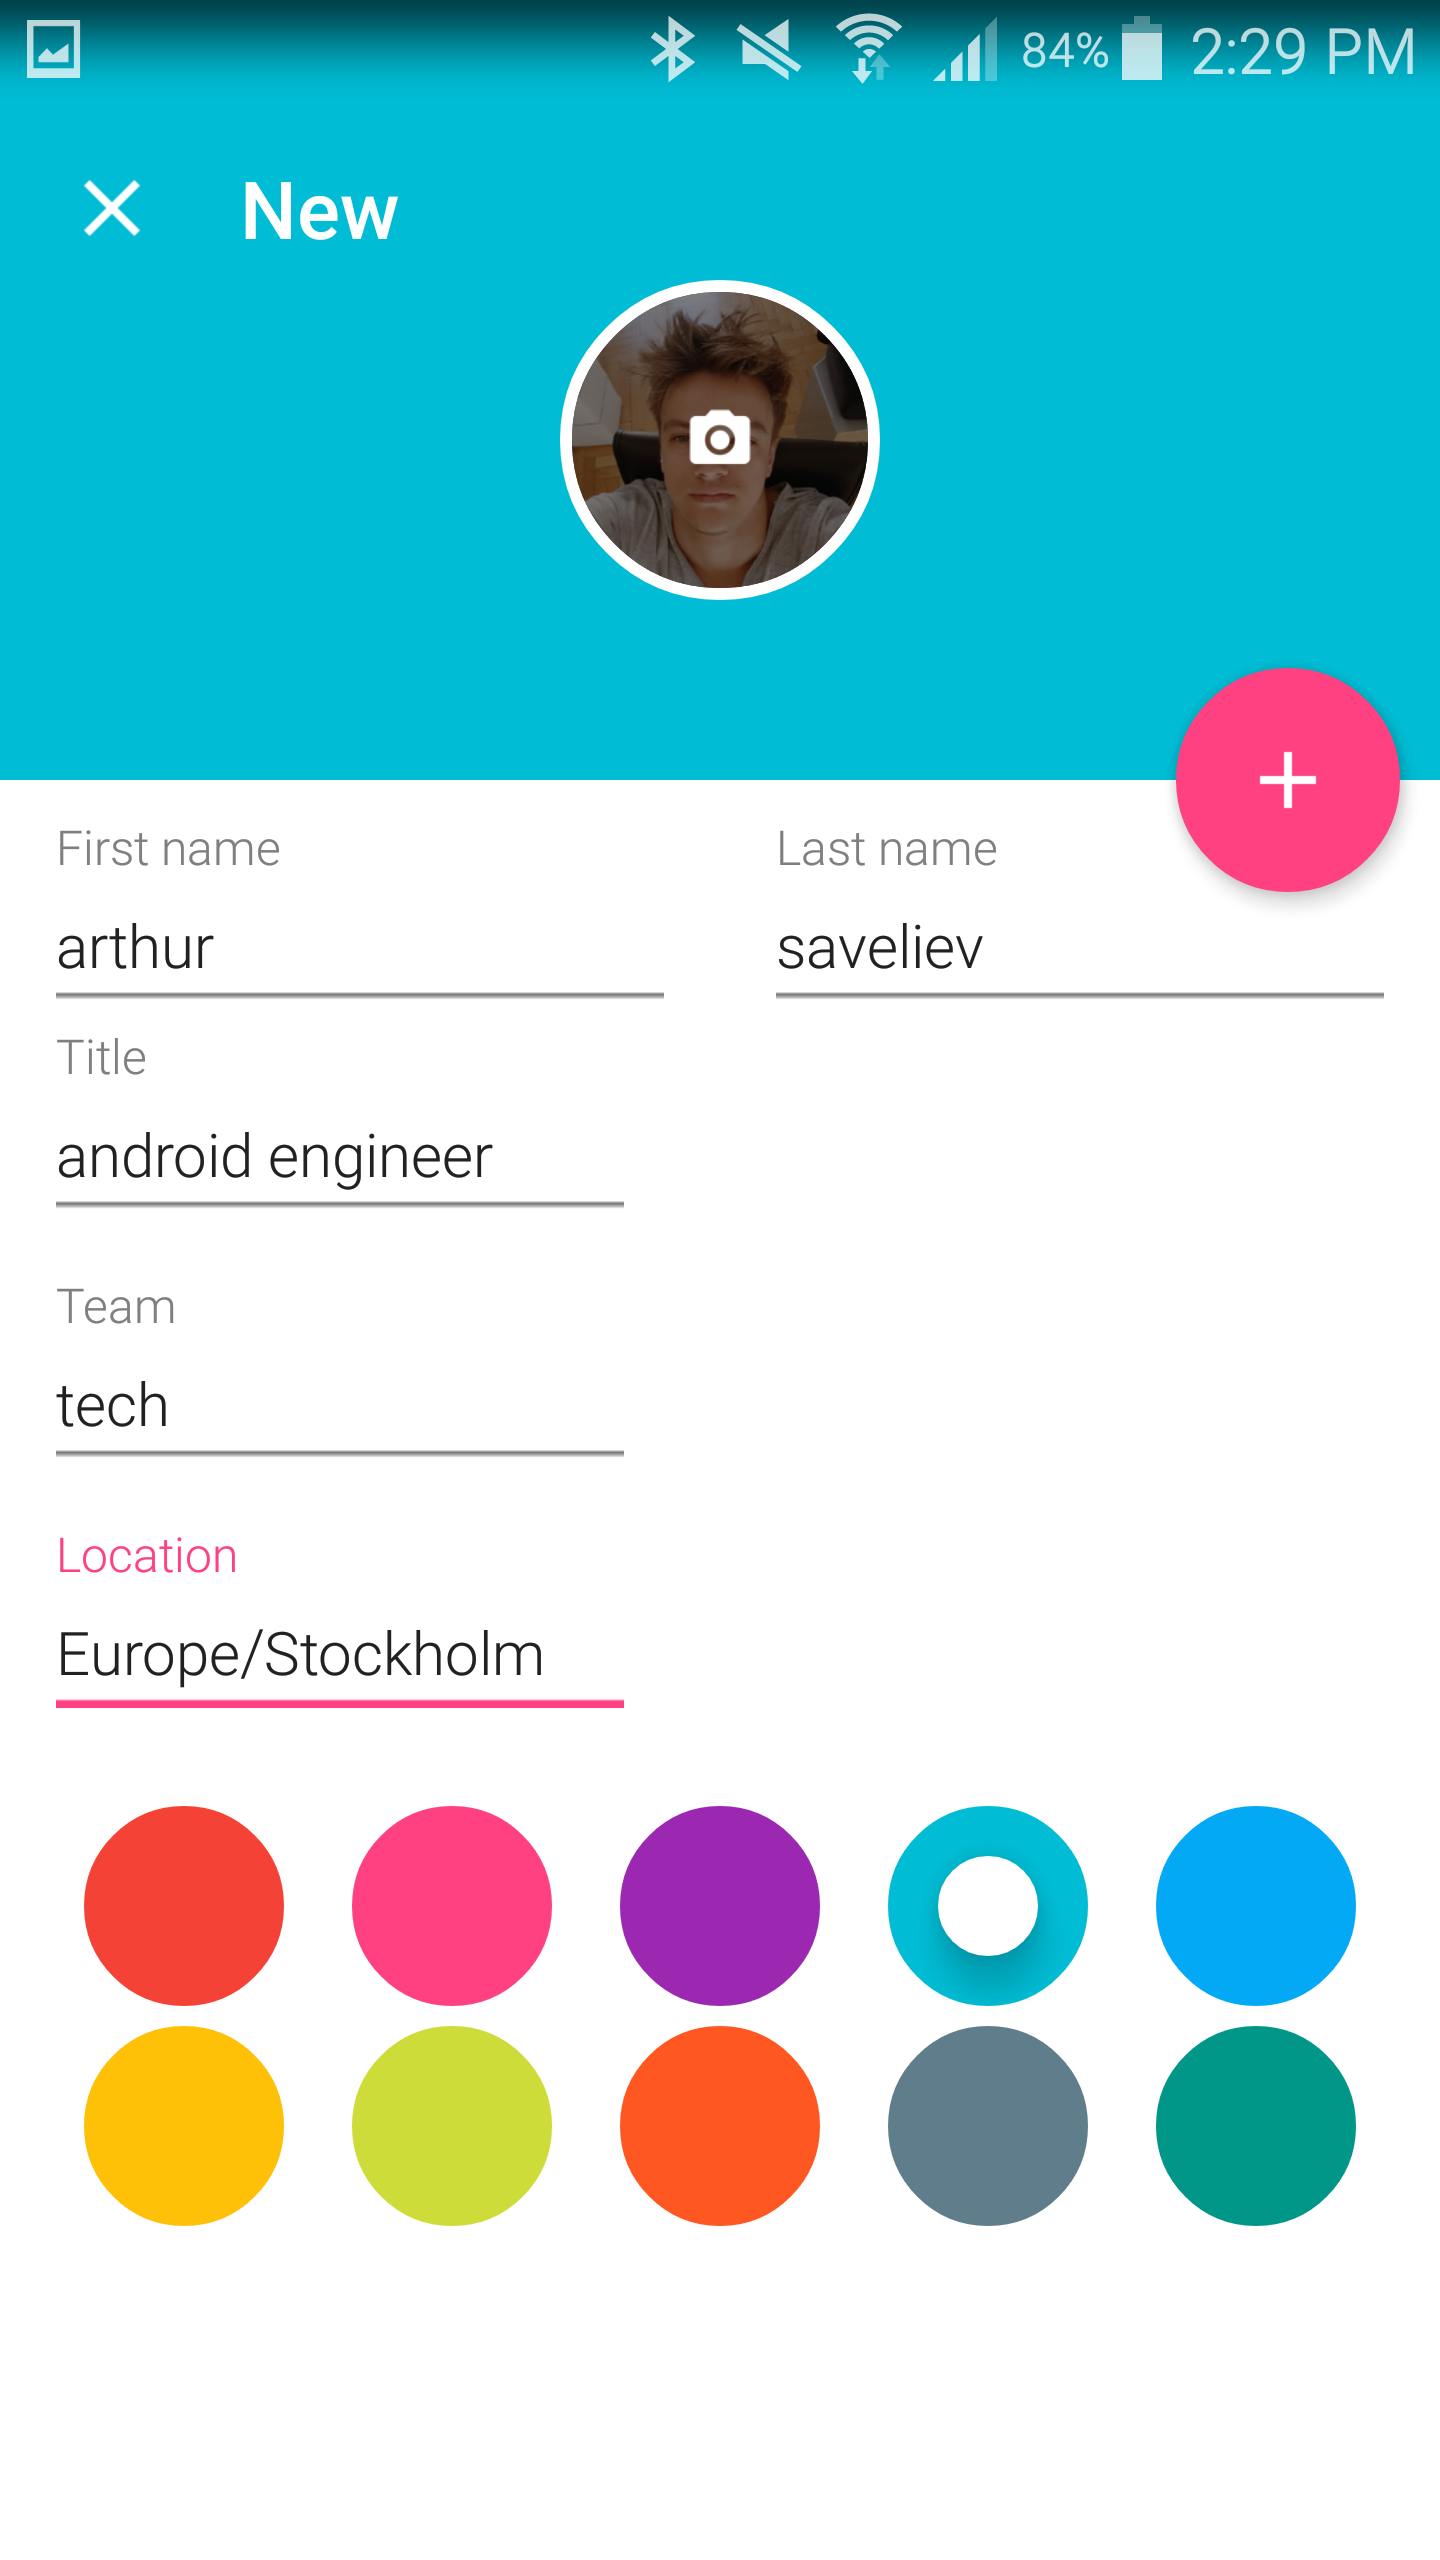 84% 2:29 PM
New
First name Last name
arthur saveliev
Title
android engineer
Team
tech
Location
Europe/Stockholm